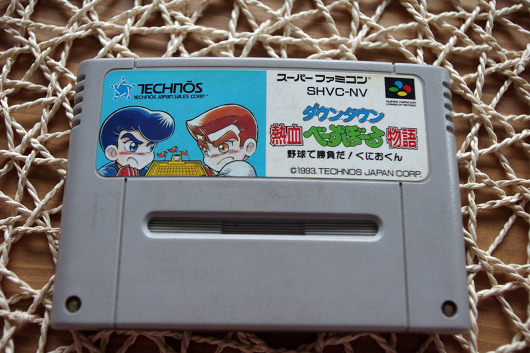 TECHNŌS
TECHNOS JAPAN SALES CORP.
スーパーファミコン
SHVC-NV
SUPER FAMICOM
ダウンタウン
熱血べーすぼーる物語
野球で勝負だ！くにおくん
©1993. TECHNOS JAPAN CORP.